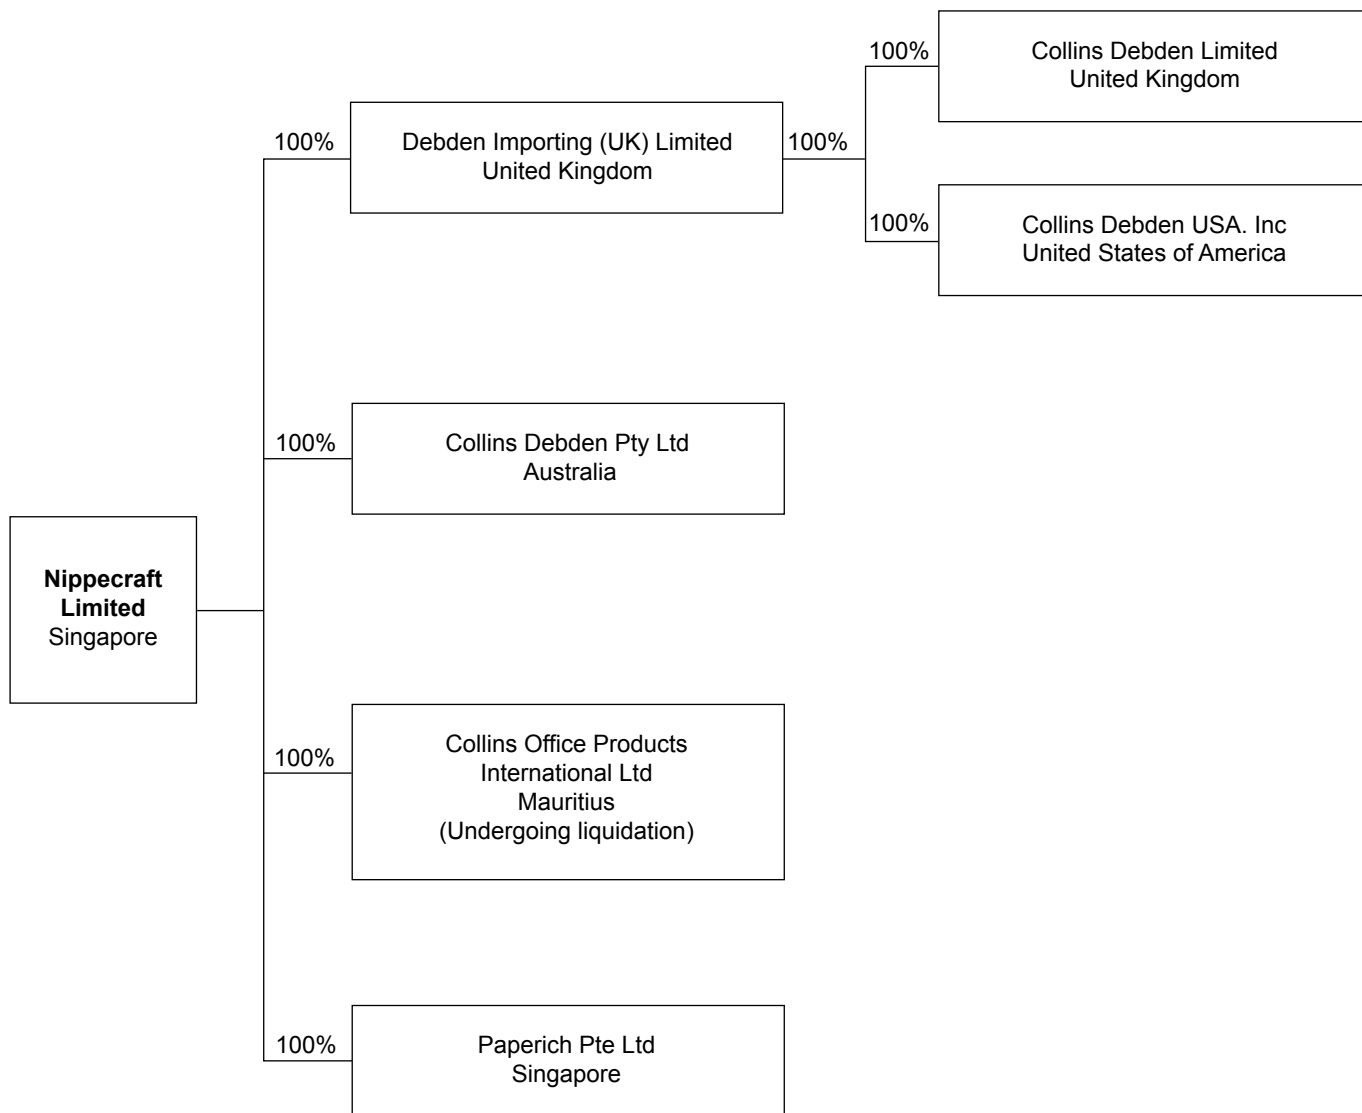 100%
Collins Debden Limited
United Kingdom
100%
Debden Importing (UK) Limited
United Kingdom
100%
100%
Collins Debden USA. Inc
United States of America
100%
Collins Debden Pty Ltd
Australia
Nippecraft
Limited
Singapore
100%
Collins Office Products
International Ltd
Mauritius
(Undergoing liquidation)
100%
Paperich Pte Ltd
Singapore